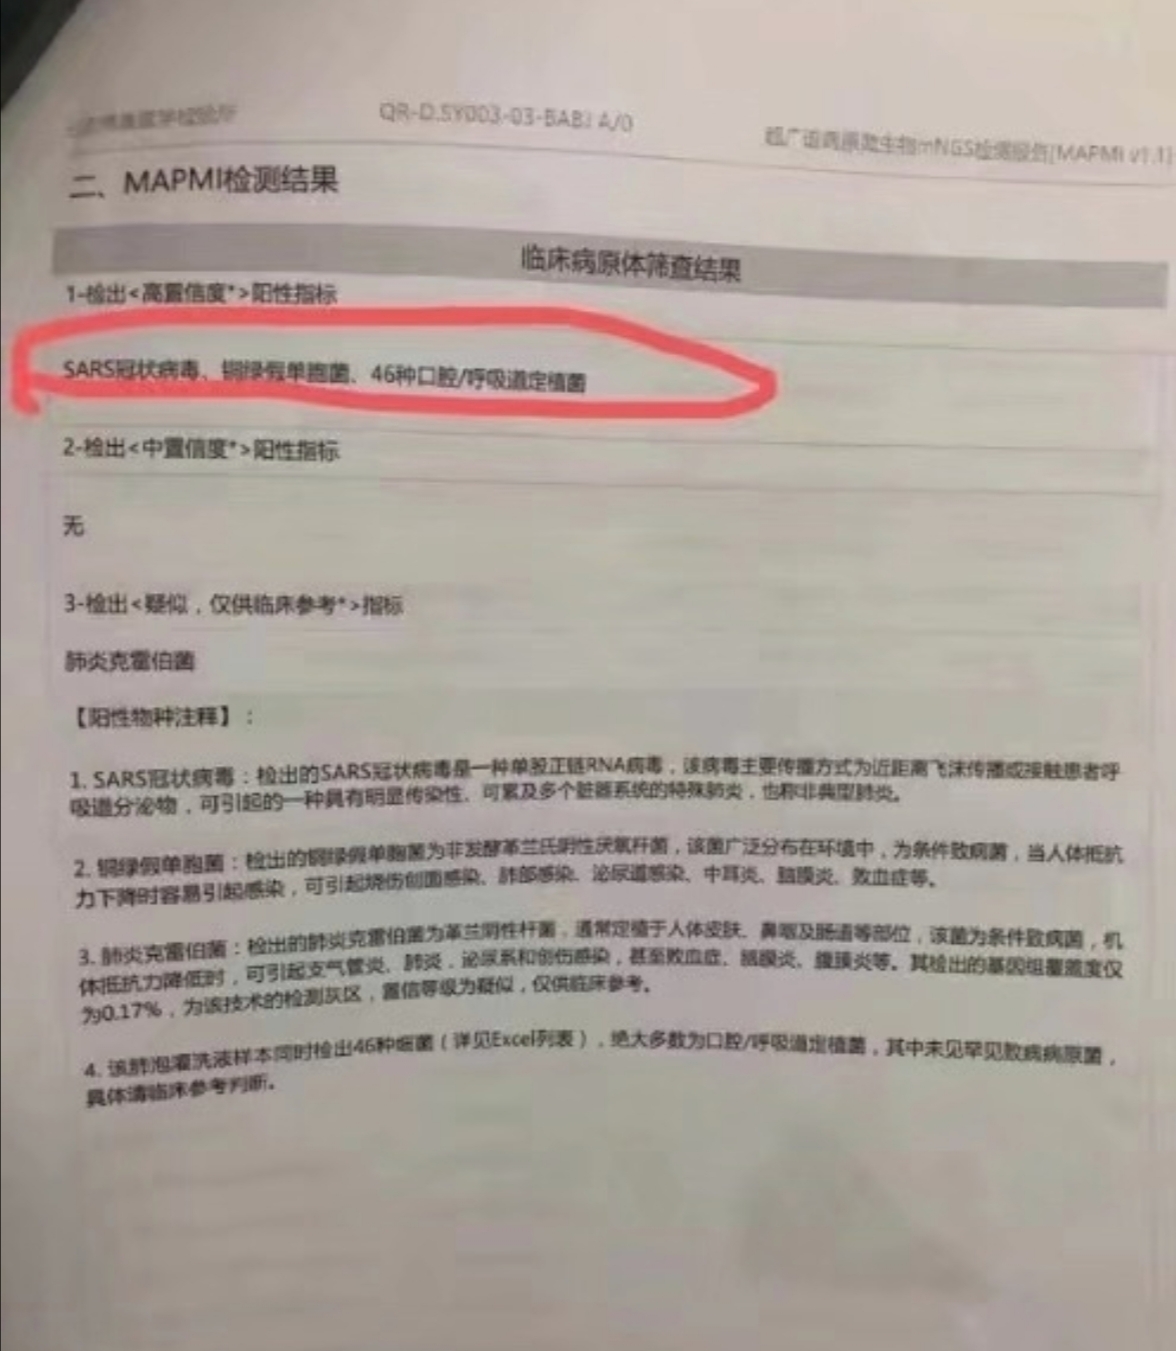 医学检验所
QR-D.SY003-03-BABJ A/0
超广谱病原微生物mNGS检测服务[MAPMI v1.1]
二、MAPMI检测结果
临床病原体筛查结果
1-检出<高置信度*>阳性指标
SARS冠状病毒、铜绿假单胞菌、46种口腔/呼吸道定植菌
2-检出<中置信度*>阳性指标
无
3-检出<疑似，仅供临床参考*>指标
肺炎克雷伯菌
【阳性物种注释】：
1. SARS冠状病毒：检出的SARS冠状病毒是一种单股正链RNA病毒，该病毒主要传播方式为近距离飞沫传播或接触患者呼
吸道分泌物，可引起的一种具有明显传染性、可累及多个脏器系统的特殊肺炎，也称非典型肺炎。
2. 铜绿假单胞菌：检出的铜绿假单胞菌为非发酵革兰氏阴性厌氧杆菌，该菌广泛分布在环境中，为条件致病菌，当人体抵抗
力下降时容易引起感染，可引起烧伤创面感染、肺部感染、泌尿道感染、中耳炎、脑膜炎、败血症等。
3. 肺炎克雷伯菌：检出的肺炎克雷伯菌为革兰阴性杆菌，通常定植于人体皮肤、鼻咽及肠道等部位，该菌为条件致病菌，机
体抵抗力降低时，可引起支气管炎、肺炎，泌尿系和创伤感染，甚至败血症、脑膜炎、腹膜炎等。其检出的基因组覆盖度仅
为0.17%，为该技术的检测灰区，置信等级为疑似，仅供临床参考。
4. 该肺泡灌洗液样本同时检出46种细菌（详见Excel列表），绝大多数为口腔/呼吸道定植菌，其中未见罕见致病病原菌，
具体请临床参考判断。